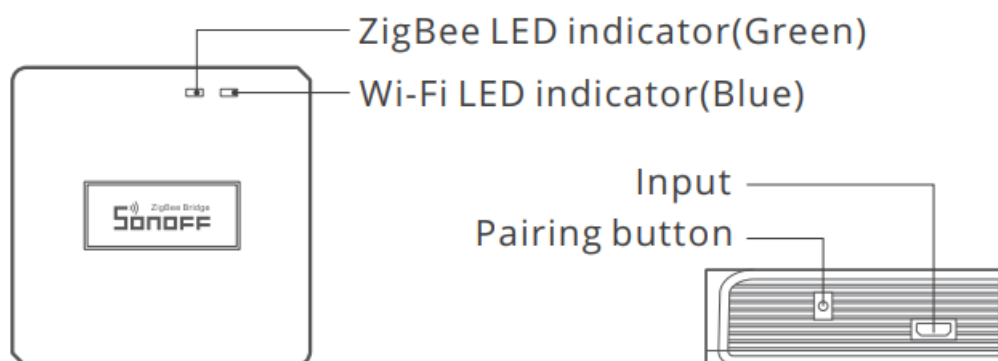 ZigBee LED indicator(Green)
Wi-Fi LED indicator(Blue)
Input
Pairing button
ZigBee Bridge
SONOFF